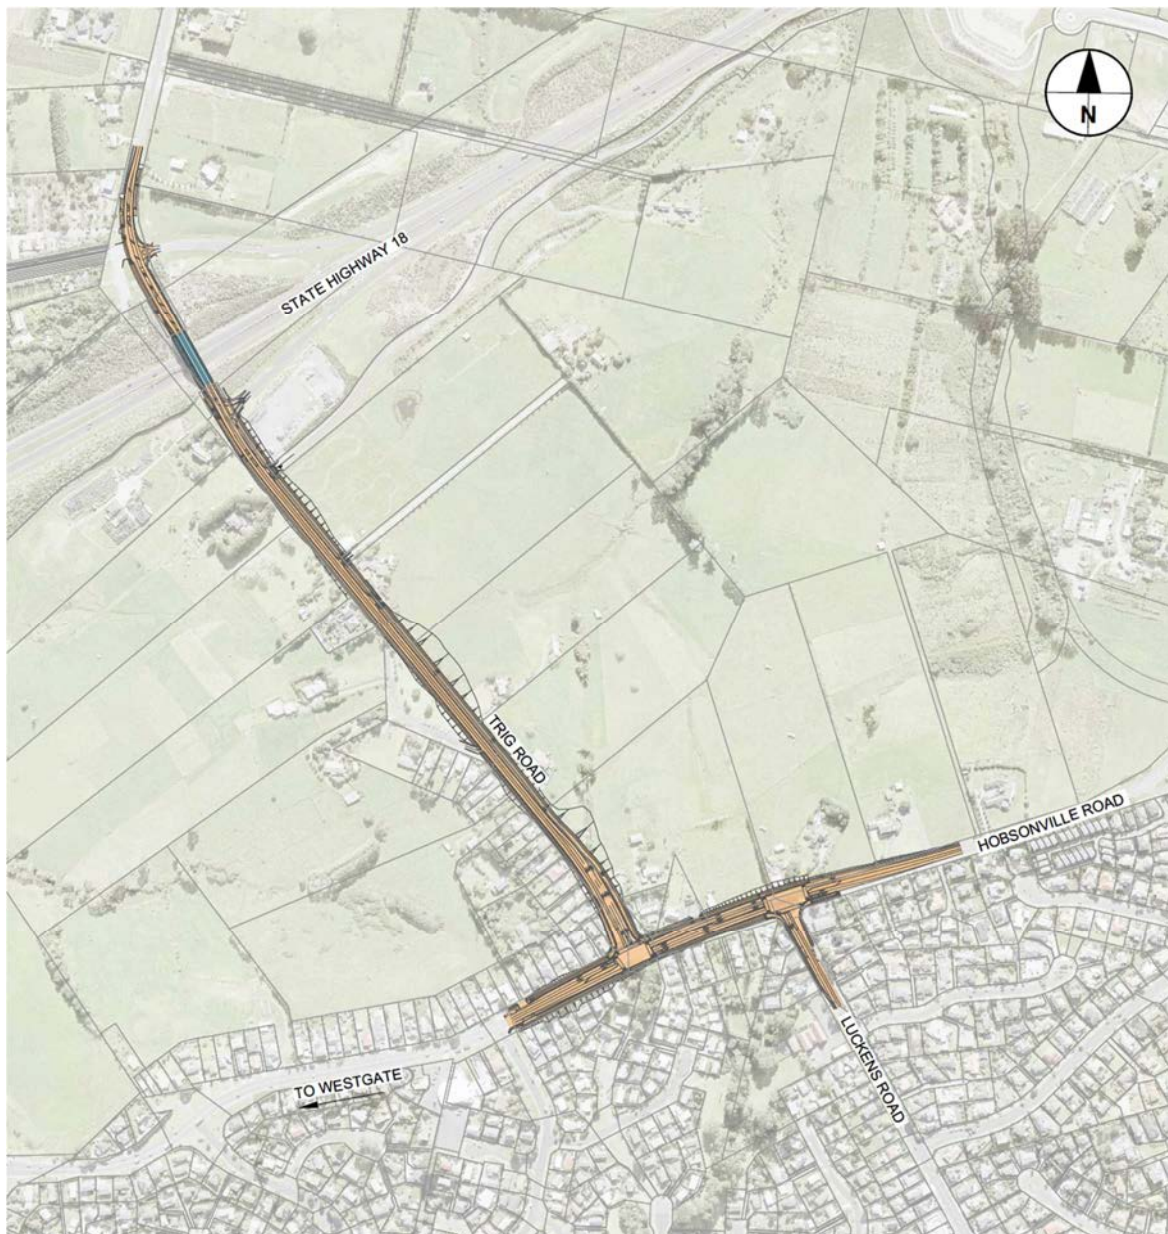 N
STATE HIGHWAY 18
TRIG ROAD
HOBSONVILLE ROAD
LUCKENS ROAD
TO WESTGATE